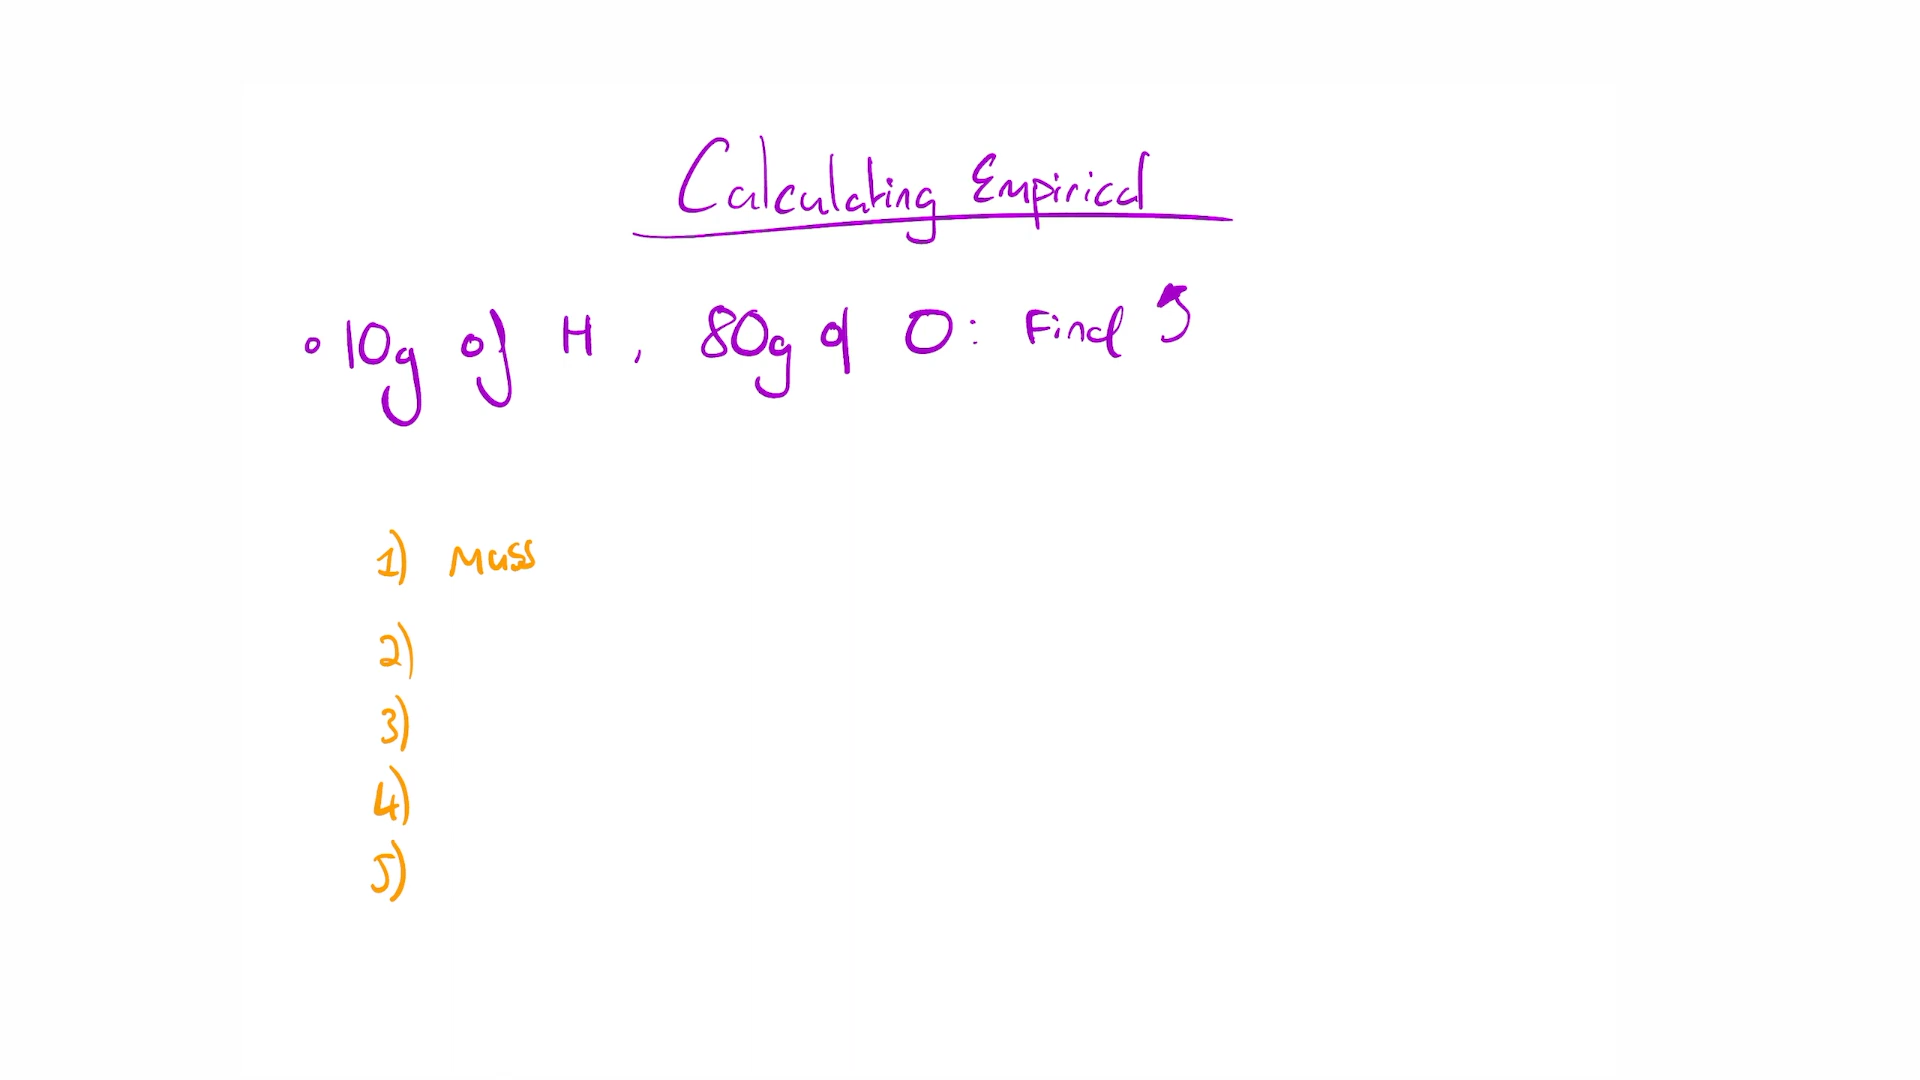 Calculating Empirical
• 10g of H, 80g of O: Find
1) Mass
2)
3)
4)
5)